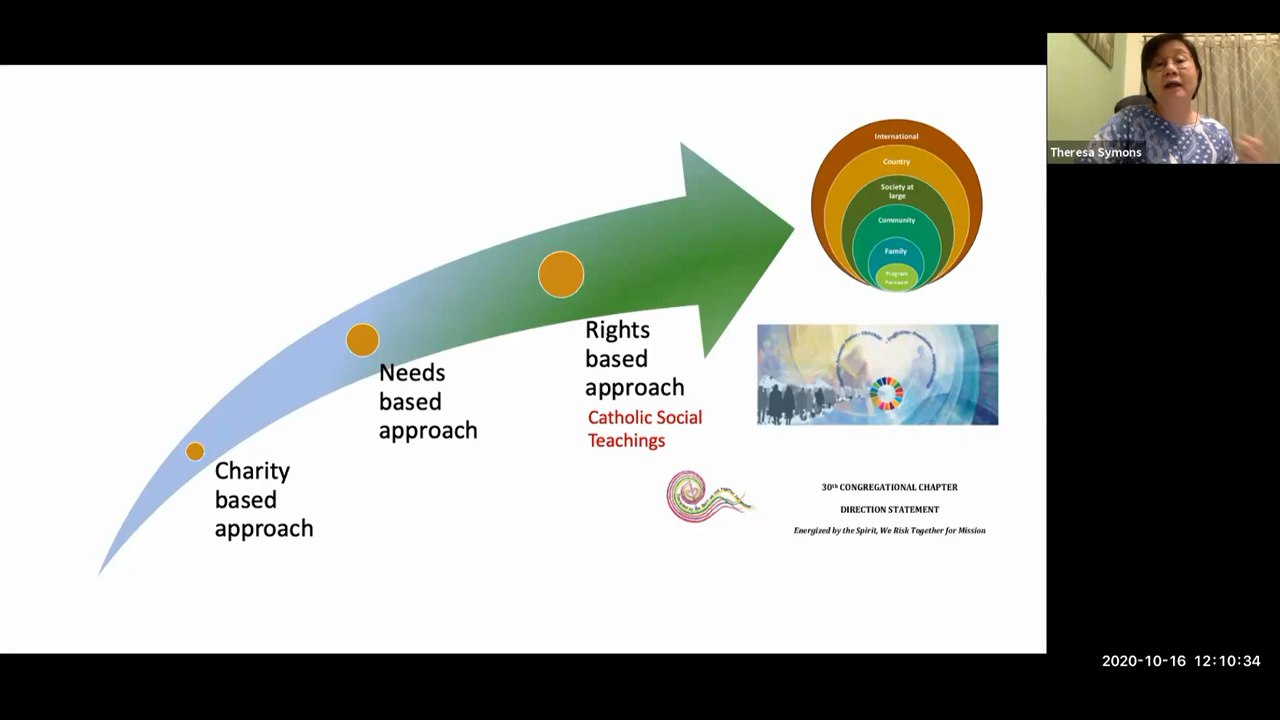 Charity
based
approach
Needs
based
approach
Rights
based
approach
Catholic Social
Teachings
International
Country
Society at
large
Community
Family
Program
30th CONGREGATIONAL CHAPTER
DIRECTION STATEMENT
Energized by the Spirit, We Risk Together for Mission
Theresa Symons
2020-10-16 12:10:34